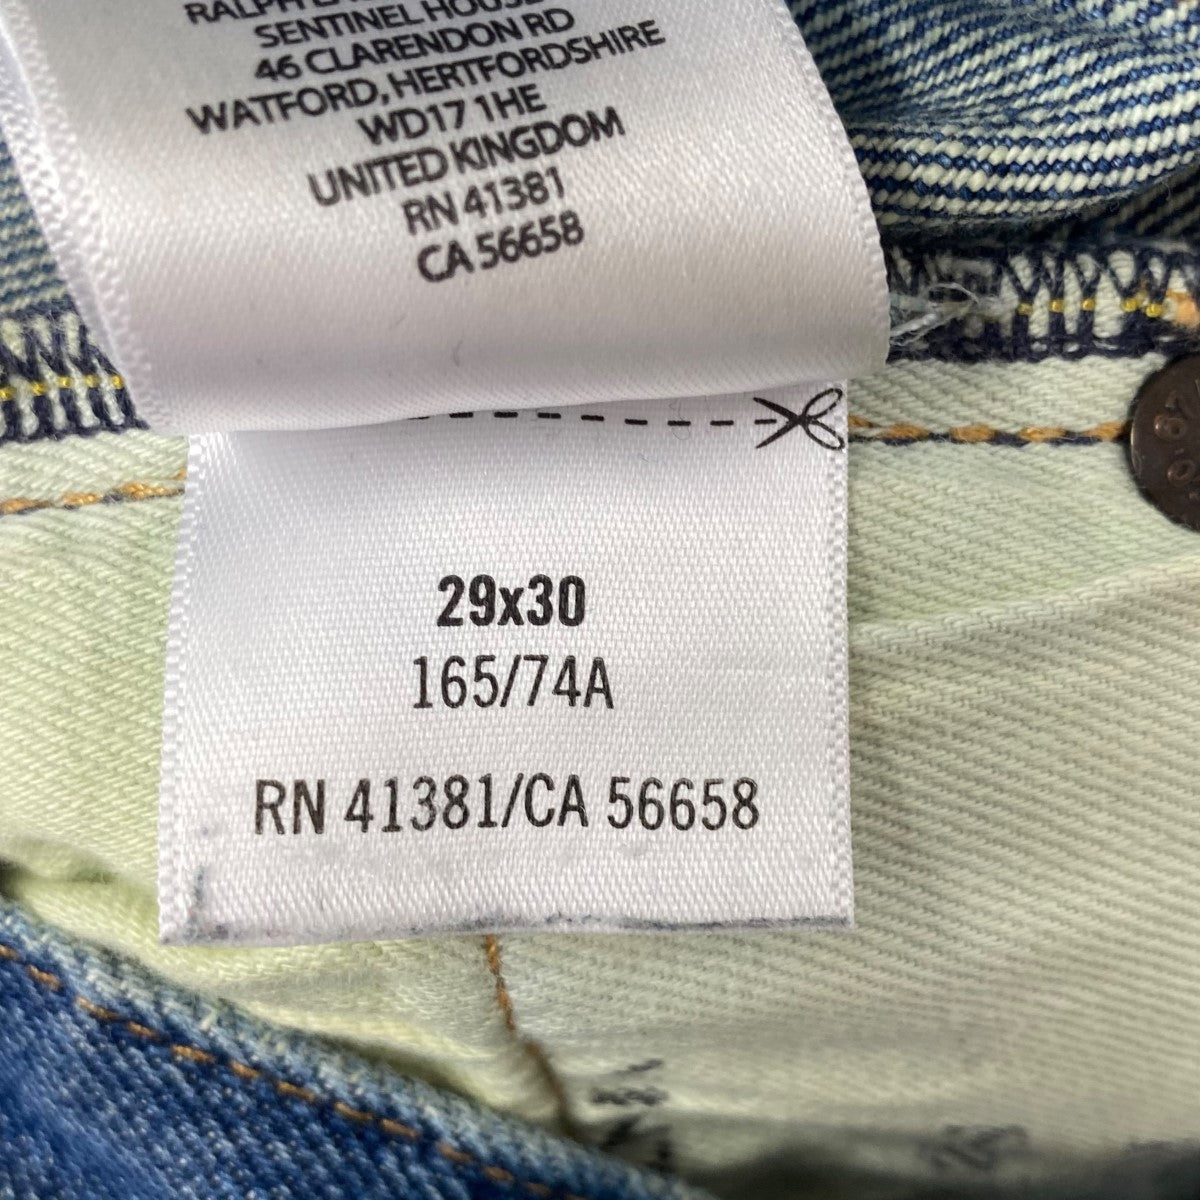 RALPH
SENTINEL HOUSE
46 CLARENDON RD
WATFORD, HERTFORDSHIRE
WD17 1HE
UNITED KINGDOM
RN 41381
CA 56658
29x30
165/74A
RN 41381/CA 56658